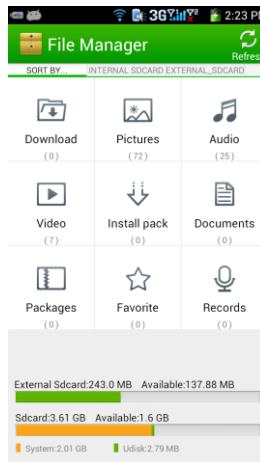 3G 2:23 P
File Manager
Refres
SORT BY... INTERNAL SDCARD EXTERNAL_SDCARD
Download Pictures Audio
(0) (72) (25)
Video Install pack Documents
(7) (0) (0)
Packages Favorite Records
(0) (0) (0)
External Sdcard:243.0 MB Available:137.88 MB
Sdcard:3.61 GB Available:1.6 GB
System:2.01 GB Udisk:2.79 MB